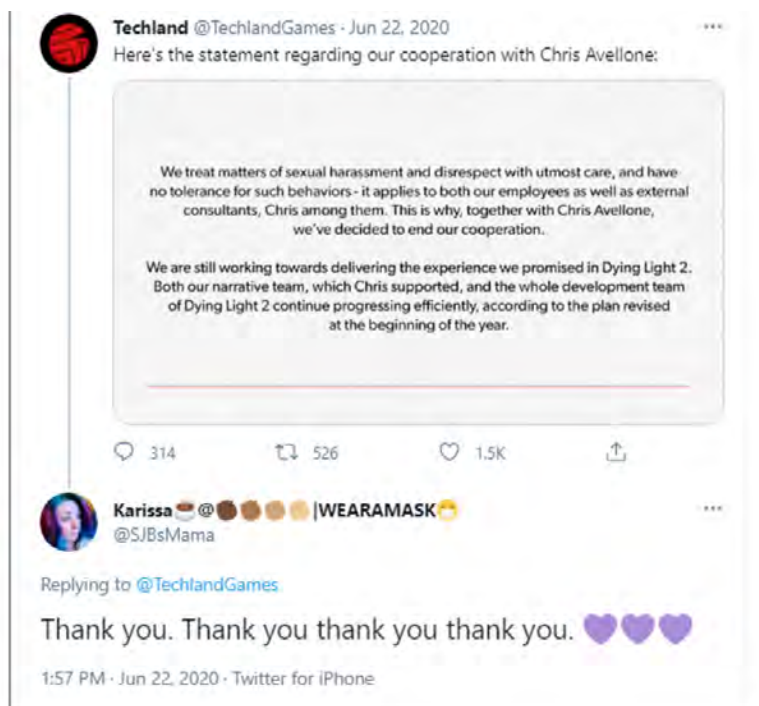 Techland @TechlandGames · Jun 22, 2020
Here's the statement regarding our cooperation with Chris Avellone:
We treat matters of sexual harassment and disrespect with utmost care, and have
no tolerance for such behaviors - it applies to both our employees as well as external
consultants, Chris among them. This is why, together with Chris Avellone,
we've decided to end our cooperation.
We are still working towards delivering the experience we promised in Dying Light 2.
Both our narrative team, which Chris supported, and the whole development team
of Dying Light 2 continue progressing efficiently, according to the plan revised
at the beginning of the year.
314 526 1.5K
Karissa☕@🏿🏾🏽🏼|WEARAMASK😷
@SJBsMama
Replying to @TechlandGames
Thank you. Thank you thank you thank you. 💜💜💜
1:57 PM · Jun 22, 2020 · Twitter for iPhone